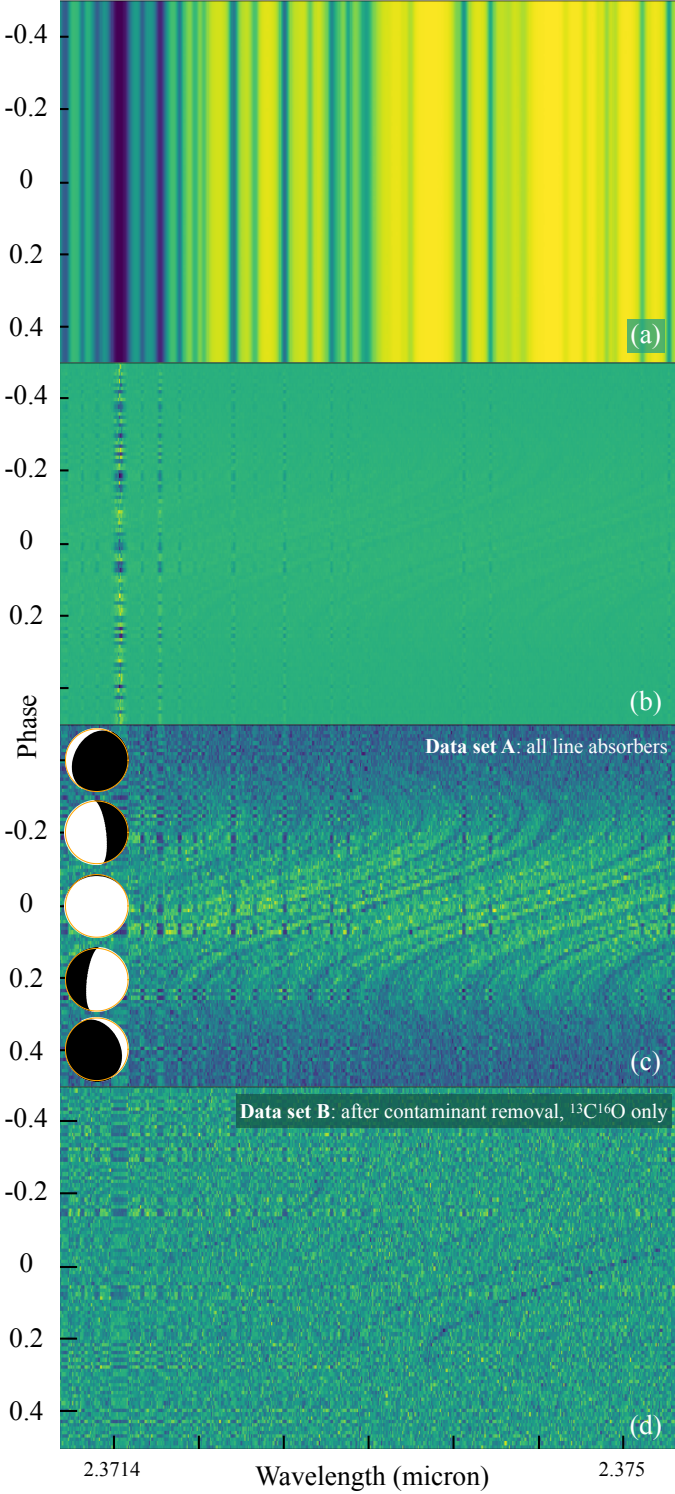 -0.4
-0.2
0
0.2
0.4
(a)
-0.4
-0.2
0
0.2
(b)
Phase
Data set A: all line absorbers
-0.2
0
0.2
0.4
(c)
Data set B: after contaminant removal, ¹³C¹⁶O only
-0.4
-0.2
0
0.2
0.4
(d)
2.3714
2.375
Wavelength (micron)